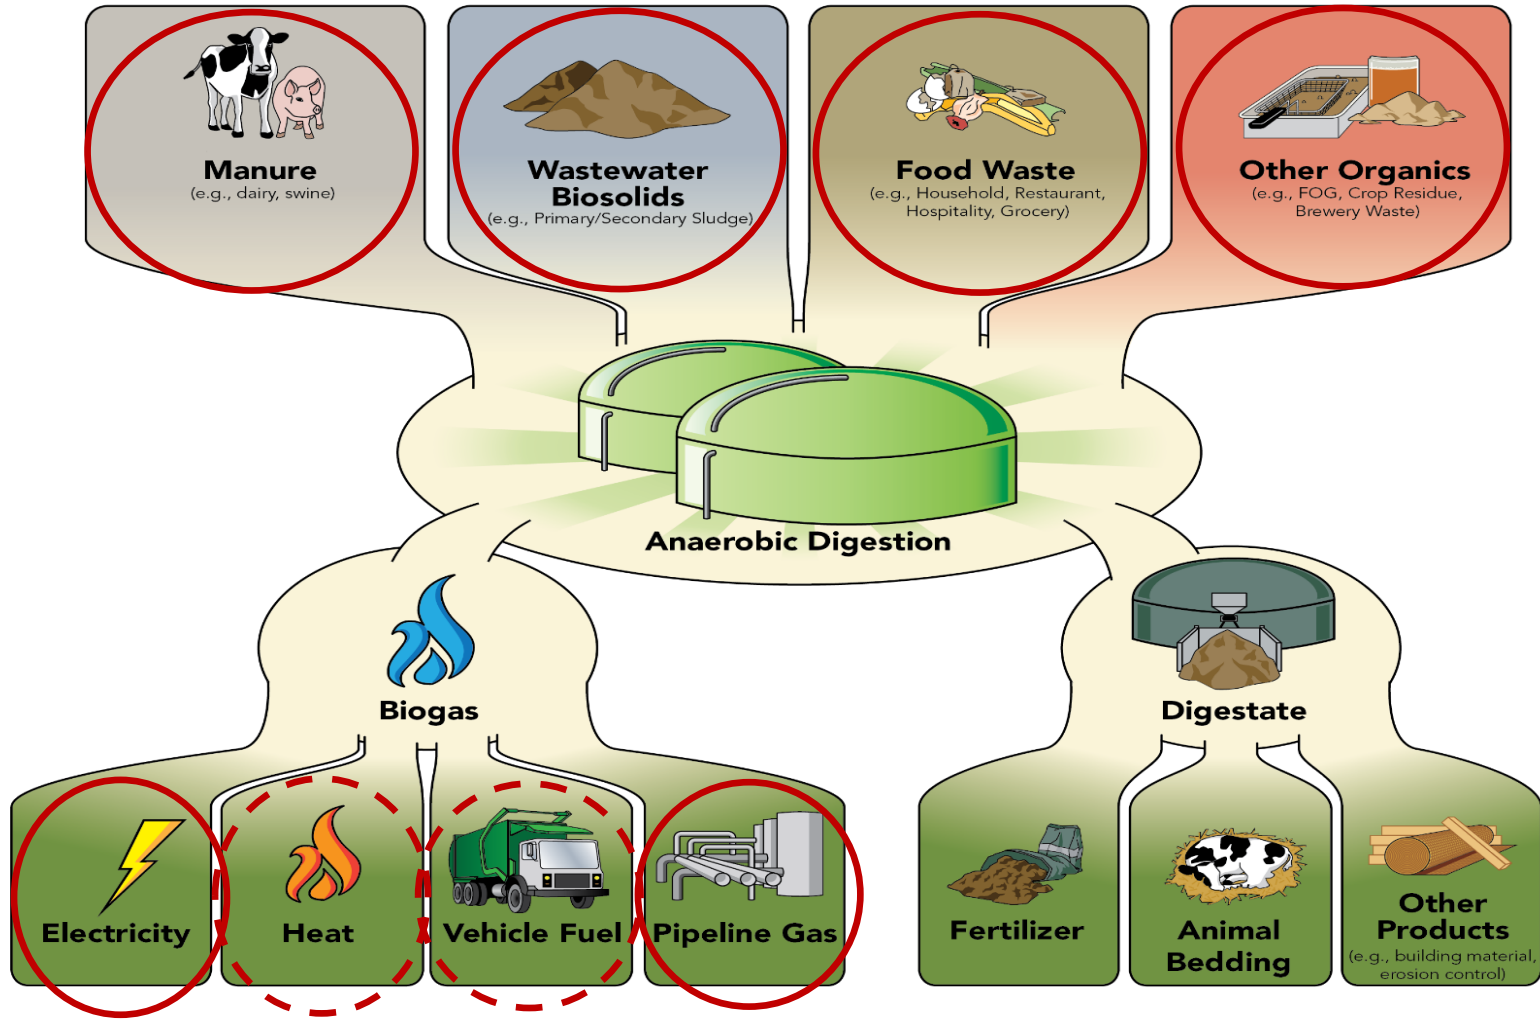 Manure
(e.g., dairy, swine)
Wastewater
Biosolids
(e.g., Primary/Secondary Sludge)
Food Waste
(e.g., Household, Restaurant,
Hospitality, Grocery)
Other Organics
(e.g., FOG, Crop Residue,
Brewery Waste)
Anaerobic Digestion
Biogas
Digestate
Electricity
Heat
Vehicle Fuel
Pipeline Gas
Fertilizer
Animal
Bedding
Other
Products
(e.g., building material,
erosion control)